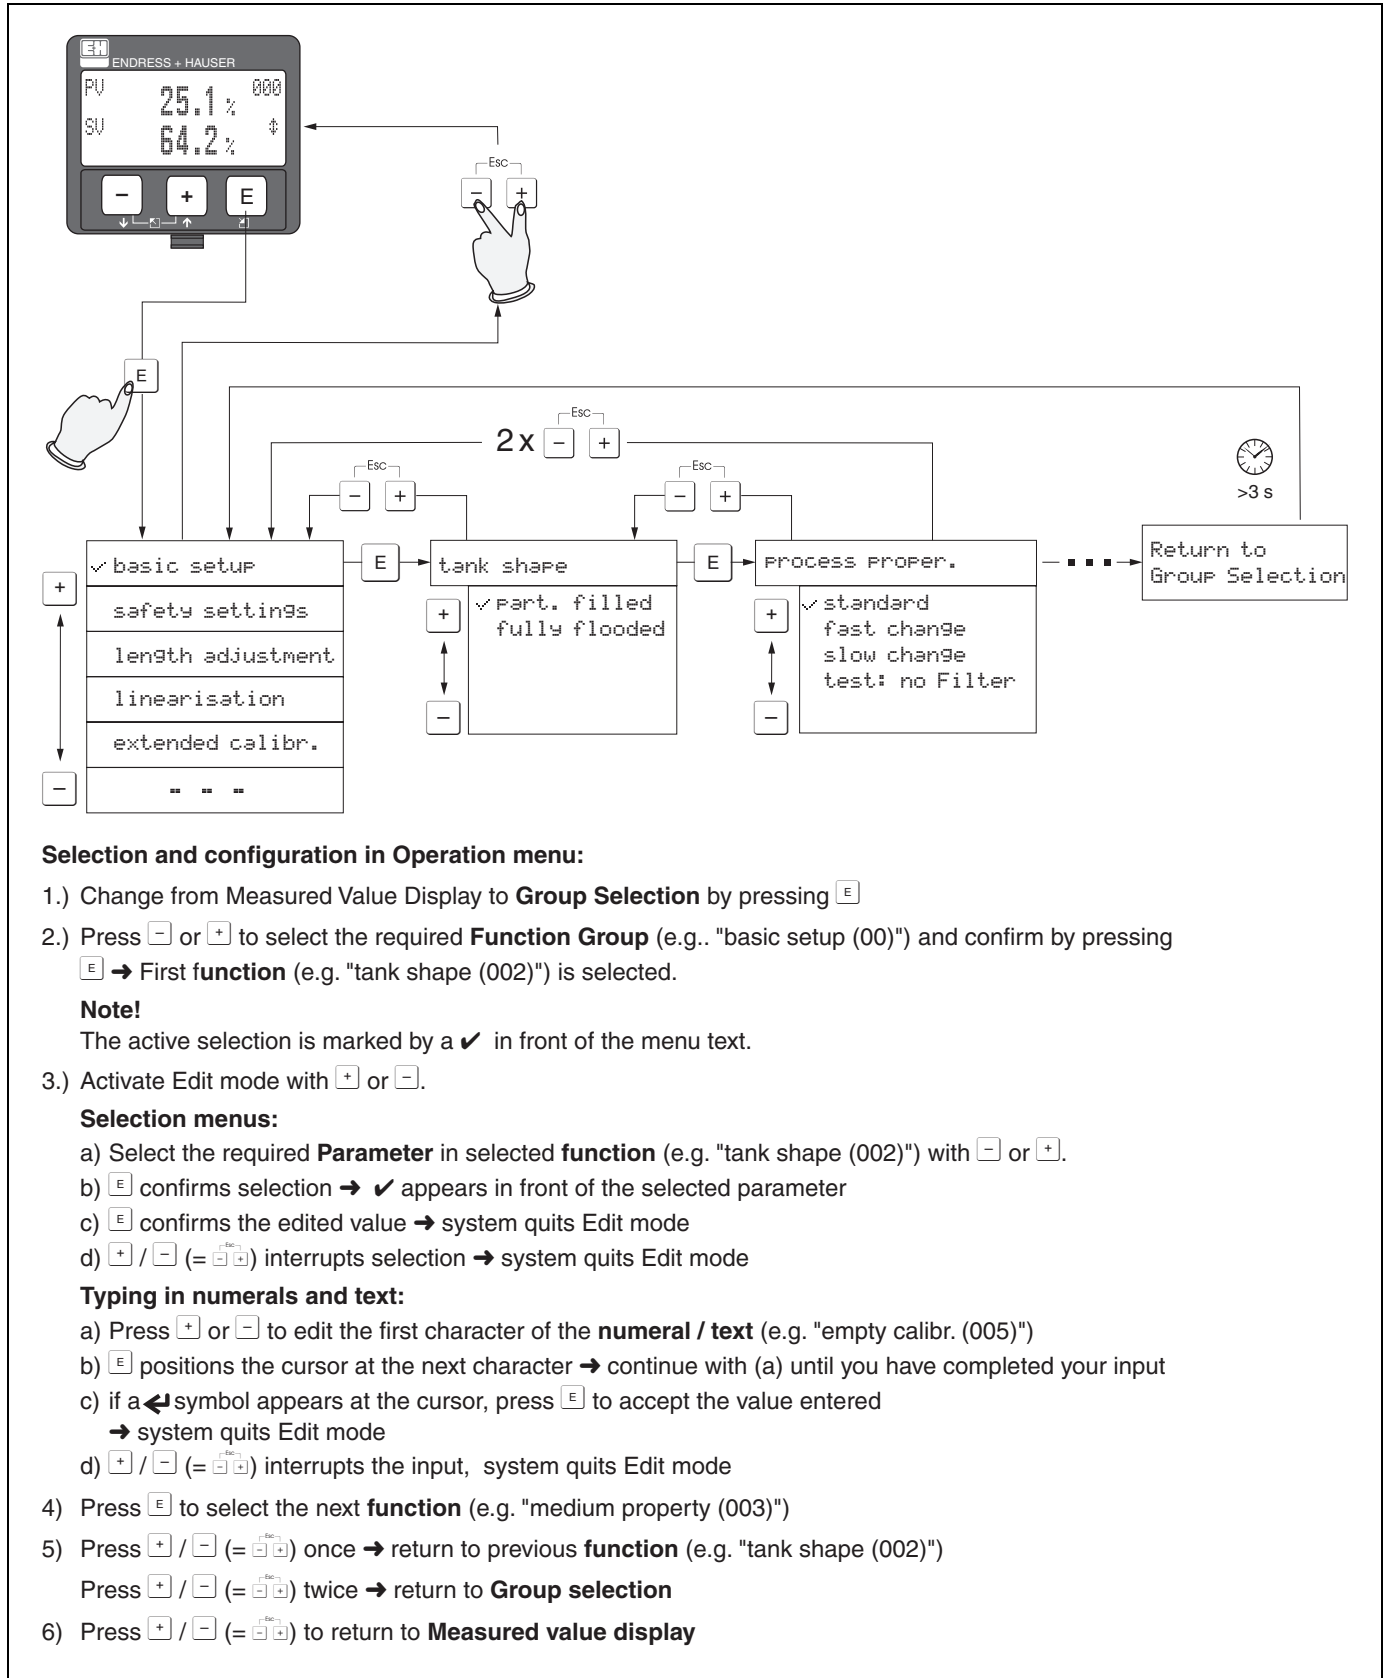 E+H
ENDRESS + HAUSER
PV 25.1 % 000
SV 64.2 %
- + E
Esc
- +
E
Esc
2 x - +
Esc
- +
Esc
- +
>3 s
✓ basic setup
E
tank shape
E
process proper.
Return to
Group Selection
+
safety settings
length adjustment
linearisation
extended calibr.
-
+
✓ part. filled
fully flooded
-
+
✓ standard
fast change
slow change
test: no Filter
-
Selection and configuration in Operation menu:
1.) Change from Measured Value Display to Group Selection by pressing E
2.) Press - or + to select the required Function Group (e.g.. "basic setup (00)") and confirm by pressing
E ➜ First function (e.g. "tank shape (002)") is selected.
Note!
The active selection is marked by a ✔ in front of the menu text.
3.) Activate Edit mode with + or -.
Selection menus:
a) Select the required Parameter in selected function (e.g. "tank shape (002)") with - or +.
b) E confirms selection ➜ ✔ appears in front of the selected parameter
c) E confirms the edited value ➜ system quits Edit mode
d) + / - (= Esc - +) interrupts selection ➜ system quits Edit mode
Typing in numerals and text:
a) Press + or - to edit the first character of the numeral / text (e.g. "empty calibr. (005)")
b) E positions the cursor at the next character ➜ continue with (a) until you have completed your input
c) if a ↵ symbol appears at the cursor, press E to accept the value entered
➜ system quits Edit mode
d) + / - (= Esc - +) interrupts the input, system quits Edit mode
4) Press E to select the next function (e.g. "medium property (003)")
5) Press + / - (= Esc - +) once ➜ return to previous function (e.g. "tank shape (002)")
Press + / - (= Esc - +) twice ➜ return to Group selection
6) Press + / - (= Esc - +) to return to Measured value display